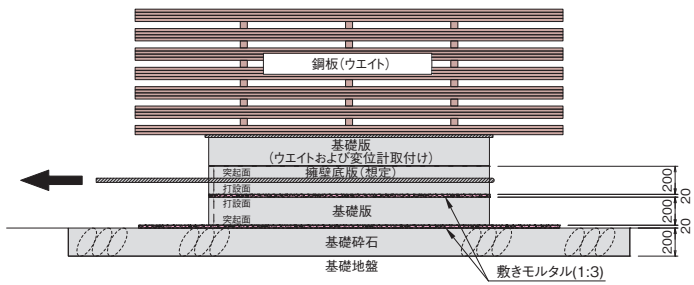 鋼板(ウエイト)
基礎版
(ウエイトおよび変位計取付け)
突起面
擁壁底版(想定)
打設面
打設面
基礎版
突起面
200
20
200
20
200
基礎砕石
基礎地盤
敷きモルタル(1:3)